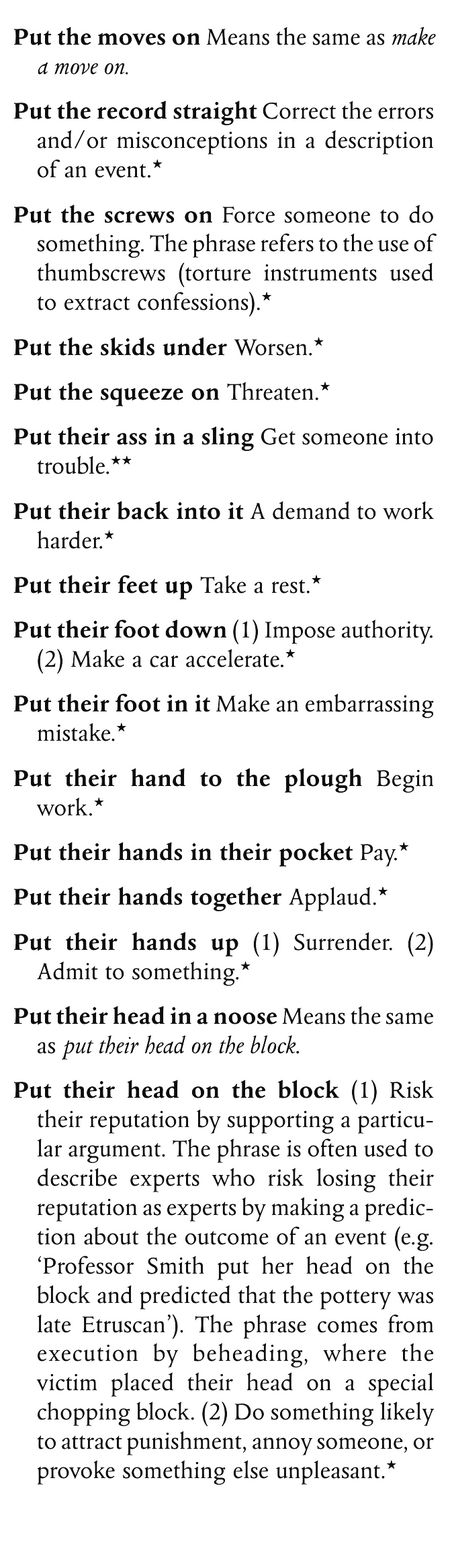 Put the moves on Means the same as make
a move on.
Put the record straight Correct the errors
and/or misconceptions in a description
of an event.★
Put the screws on Force someone to do
something. The phrase refers to the use of
thumbscrews (torture instruments used
to extract confessions).★
Put the skids under Worsen.★
Put the squeeze on Threaten.★
Put their ass in a sling Get someone into
trouble.★★
Put their back into it A demand to work
harder.★
Put their feet up Take a rest.★
Put their foot down (1) Impose authority.
(2) Make a car accelerate.★
Put their foot in it Make an embarrassing
mistake.★
Put their hand to the plough Begin
work.★
Put their hands in their pocket Pay.★
Put their hands together Applaud.★
Put their hands up (1) Surrender. (2)
Admit to something.★
Put their head in a noose Means the same
as put their head on the block.
Put their head on the block (1) Risk
their reputation by supporting a particu-
lar argument. The phrase is often used to
describe experts who risk losing their
reputation as experts by making a predic-
tion about the outcome of an event (e.g.
‘Professor Smith put her head on the
block and predicted that the pottery was
late Etruscan’). The phrase comes from
execution by beheading, where the
victim placed their head on a special
chopping block. (2) Do something likely
to attract punishment, annoy someone, or
provoke something else unpleasant.★